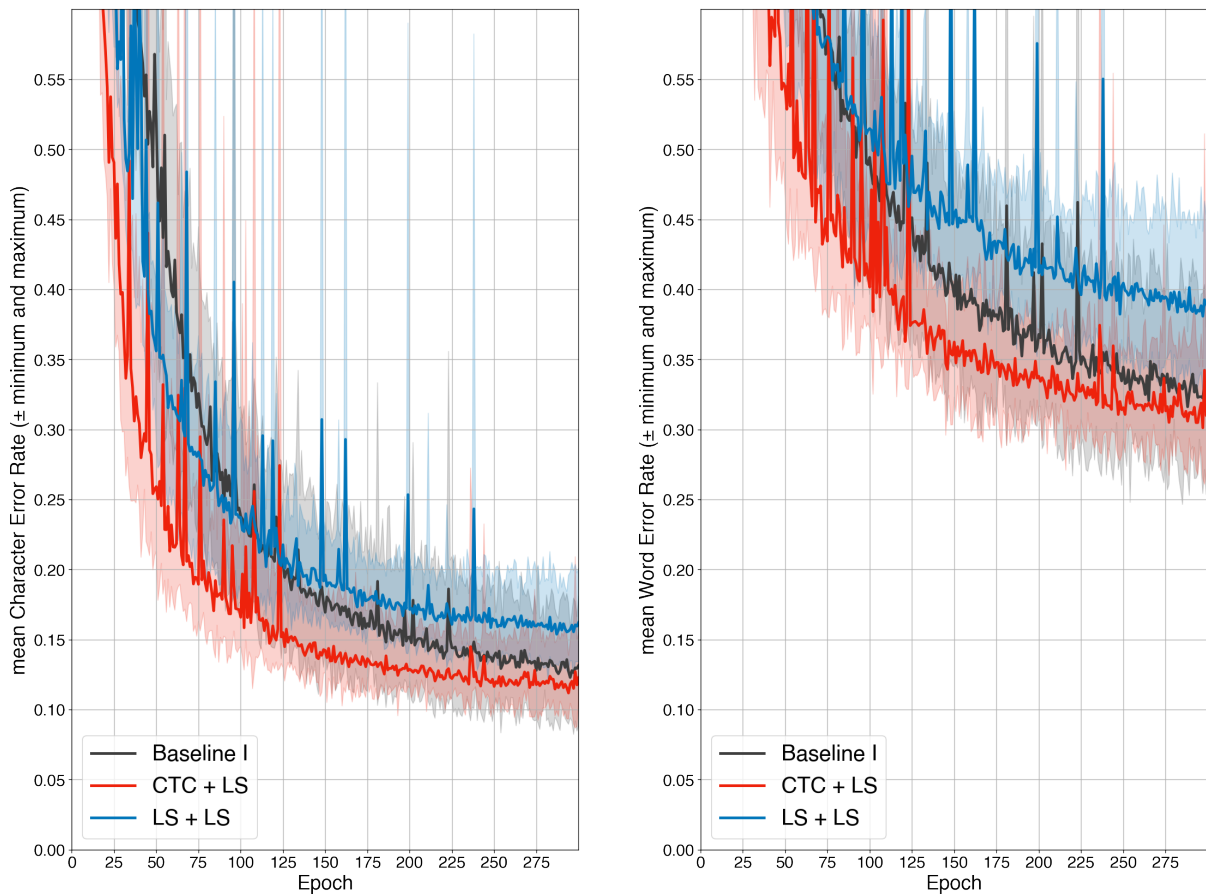 mean Character Error Rate (± minimum and maximum)
0.55
0.50
0.45
0.40
0.35
0.30
0.25
0.20
0.15
0.10
0.05
0.00
Baseline I
CTC + LS
LS + LS
0 25 50 75 100 125 150 175 200 225 250 275
Epoch
mean Word Error Rate (± minimum and maximum)
0.55
0.50
0.45
0.40
0.35
0.30
0.25
0.20
0.15
0.10
0.05
0.00
Baseline I
CTC + LS
LS + LS
0 25 50 75 100 125 150 175 200 225 250 275
Epoch